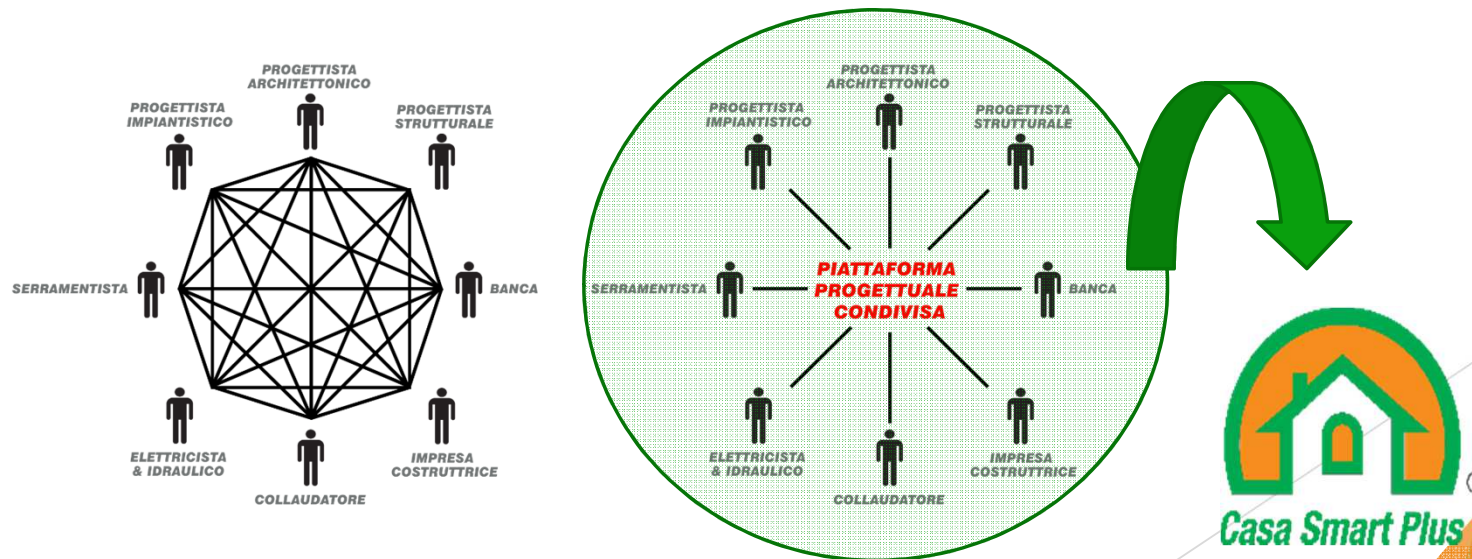 PROGETTISTA
ARCHITETTONICO
PROGETTISTA
IMPIANTISTICO
PROGETTISTA
STRUTTURALE
SERRAMENTISTA
BANCA
ELETTRICISTA
& IDRAULICO
IMPRESA
COSTRUTTRICE
COLLAUDATORE
PROGETTISTA
ARCHITETTONICO
PROGETTISTA
IMPIANTISTICO
PROGETTISTA
STRUTTURALE
SERRAMENTISTA
PIATTAFORMA
PROGETTUALE
CONDIVISA
BANCA
ELETTRICISTA
& IDRAULICO
IMPRESA
COSTRUTTRICE
COLLAUDATORE
Casa Smart Plus